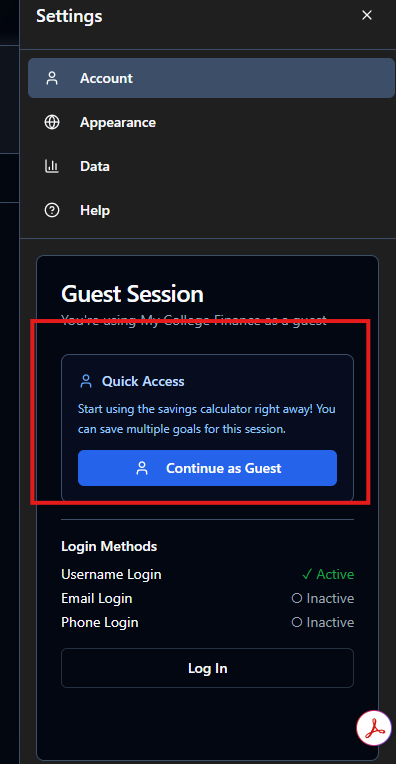 Settings
Account
Appearance
Data
Help
Guest Session
You're using My College Finance as a guest
Quick Access
Start using the savings calculator right away! You
can save multiple goals for this session.
Continue as Guest
Login Methods
Username Login ✓ Active
Email Login ○ Inactive
Phone Login ○ Inactive
Log In